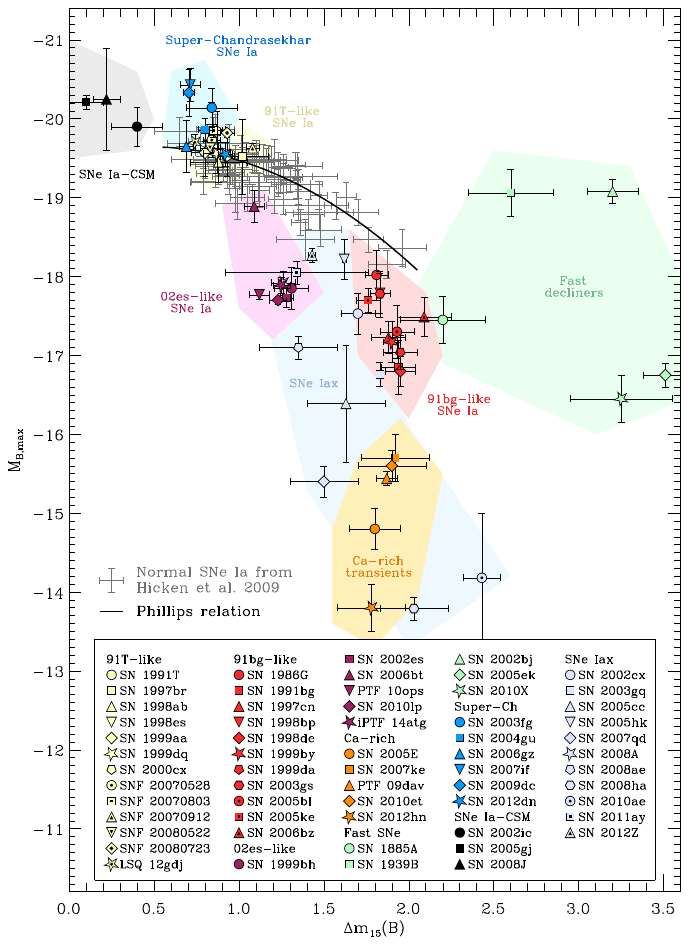 -21
-20
-19
-18
-17
-16
-15
-14
-13
-12
-11
M_B,max
Super-Chandrasekhar
SNe Ia
91T-like
SNe Ia
SNe Ia-CSM
02es-like
SNe Ia
Fast
decliners
SNe Iax
91bg-like
SNe Ia
Ca-rich
transients
Normal SNe Ia from
Hicken et al. 2009
Phillips relation
91T-like
SN 1991T
SN 1997br
SN 1998ab
SN 1998es
SN 1999aa
SN 1999dq
SN 2000cx
SNF 20070528
SNF 20070803
SNF 20070912
SNF 20080522
SNF 20080723
LSQ 12gdj
91bg-like
SN 1986G
SN 1991bg
SN 1997cn
SN 1998bp
SN 1998de
SN 1999by
SN 1999da
SN 2003gs
SN 2005bl
SN 2005ke
SN 2006bz
02es-like
SN 1999bh
SN 2002es
SN 2006bt
PTF 10ops
SN 2010lp
iPTF 14atg
Ca-rich
SN 2005E
SN 2007ke
PTF 09dav
SN 2010et
SN 2012hn
Fast SNe
SN 1885A
SN 1939B
SN 2002bj
SN 2005ek
SN 2010X
Super-Ch
SN 2003fg
SN 2004gu
SN 2006gz
SN 2007if
SN 2009dc
SN 2012dn
SNe Ia-CSM
SN 2002ic
SN 2005gj
SN 2008J
SNe Iax
SN 2002cx
SN 2003gq
SN 2005cc
SN 2005hk
SN 2007qd
SN 2008A
SN 2008ae
SN 2008ha
SN 2010ae
SN 2011ay
SN 2012Z
0.0 0.5 1.0 1.5 2.0 2.5 3.0 3.5
Δm₁₅(B)